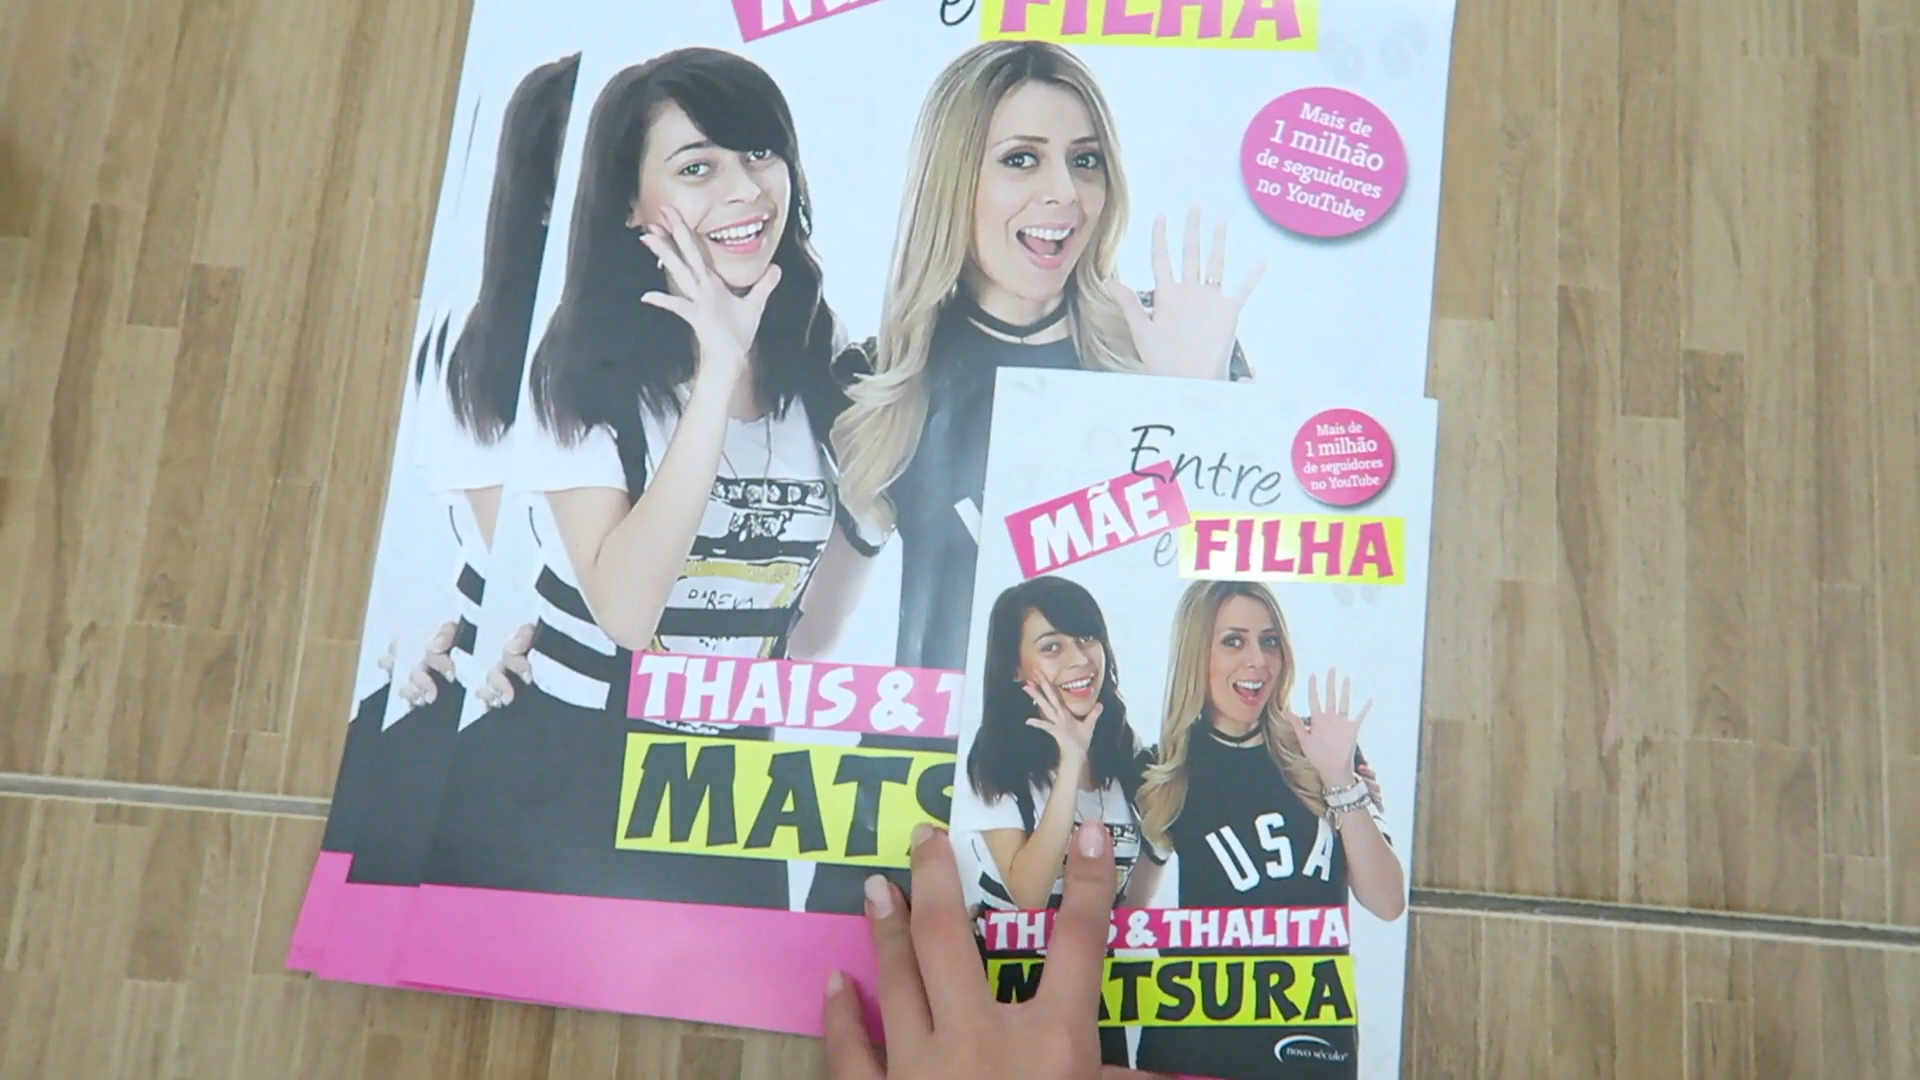 e FILHA
Mais de
1 milhão
de seguidores
no YouTube
THAIS &
MATS
Entre
MÃE
e FILHA
Mais de
1 milhão
de seguidores
no YouTube
USA
& THALITA
MATSURA
novo século